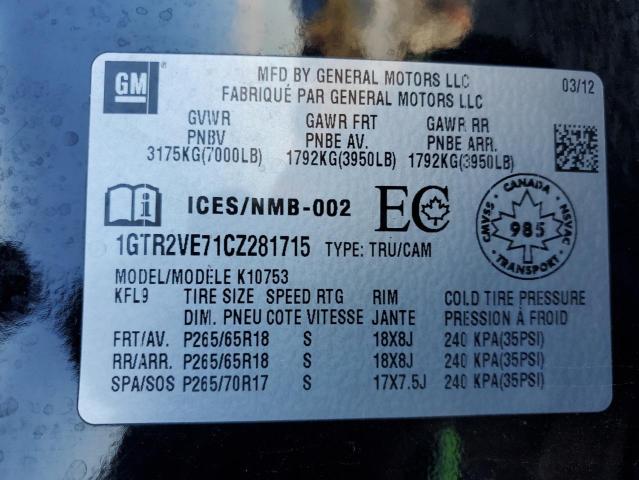 GM
MFD BY GENERAL MOTORS LLC
FABRIQUÉ PAR GENERAL MOTORS LLC
03/12
GVWR GAWR FRT GAWR RR
PNBV PNBE AV. PNBE ARR.
3175KG(7000LB) 1792KG(3950LB) 1792KG(3950LB)
i ICES/NMB-002 EC
CANADA
CMVSS 985 NSVAC
TRANSPORT
1GTR2VE71CZ281715 TYPE: TRU/CAM
MODEL/MODÈLE K10753
KFL9 TIRE SIZE SPEED RTG RIM COLD TIRE PRESSURE
DIM. PNEU COTE VITESSE JANTE PRESSION À FROID
FRT/AV. P265/65R18 S 18X8J 240 KPA(35PSI)
RR/ARR. P265/65R18 S 18X8J 240 KPA(35PSI)
SPA/SOS P265/70R17 S 17X7.5J 240 KPA(35PSI)